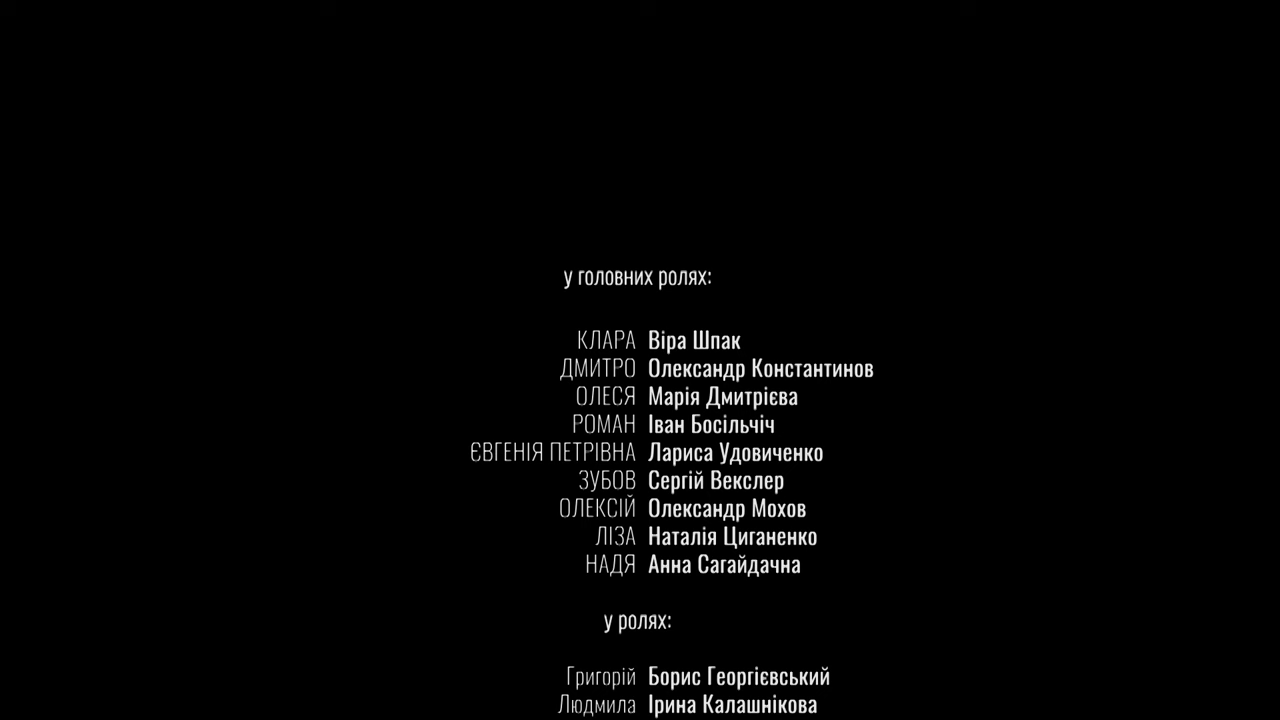 у головних ролях:
КЛАРА Віра Шпак
ДМИТРО Олександр Константинов
ОЛЕСЯ Марія Дмитрієва
РОМАН Іван Босільчіч
ЄВГЕНІЯ ПЕТРІВНА Лариса Удовиченко
ЗУБОВ Сергій Векслер
ОЛЕКСІЙ Олександр Мохов
ЛІЗА Наталія Циганенко
НАДЯ Анна Сагайдачна
у ролях:
Григорій Борис Георгієвський
Людмила Ірина Калашнікова